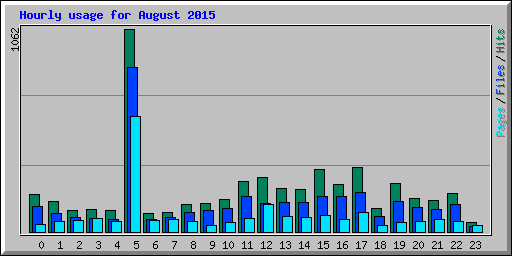 Hourly usage for August 2015
1062
Pages/Files/Hits
0 1 2 3 4 5 6 7 8 9 10 11 12 13 14 15 16 17 18 19 20 21 22 23